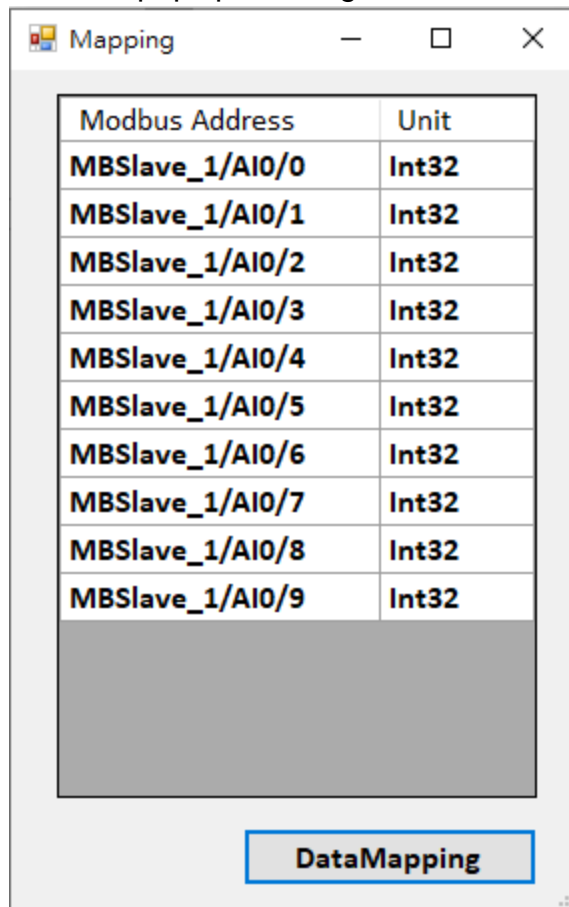 Mapping
Modbus Address Unit
MBSlave_1/AI0/0 Int32
MBSlave_1/AI0/1 Int32
MBSlave_1/AI0/2 Int32
MBSlave_1/AI0/3 Int32
MBSlave_1/AI0/4 Int32
MBSlave_1/AI0/5 Int32
MBSlave_1/AI0/6 Int32
MBSlave_1/AI0/7 Int32
MBSlave_1/AI0/8 Int32
MBSlave_1/AI0/9 Int32
DataMapping